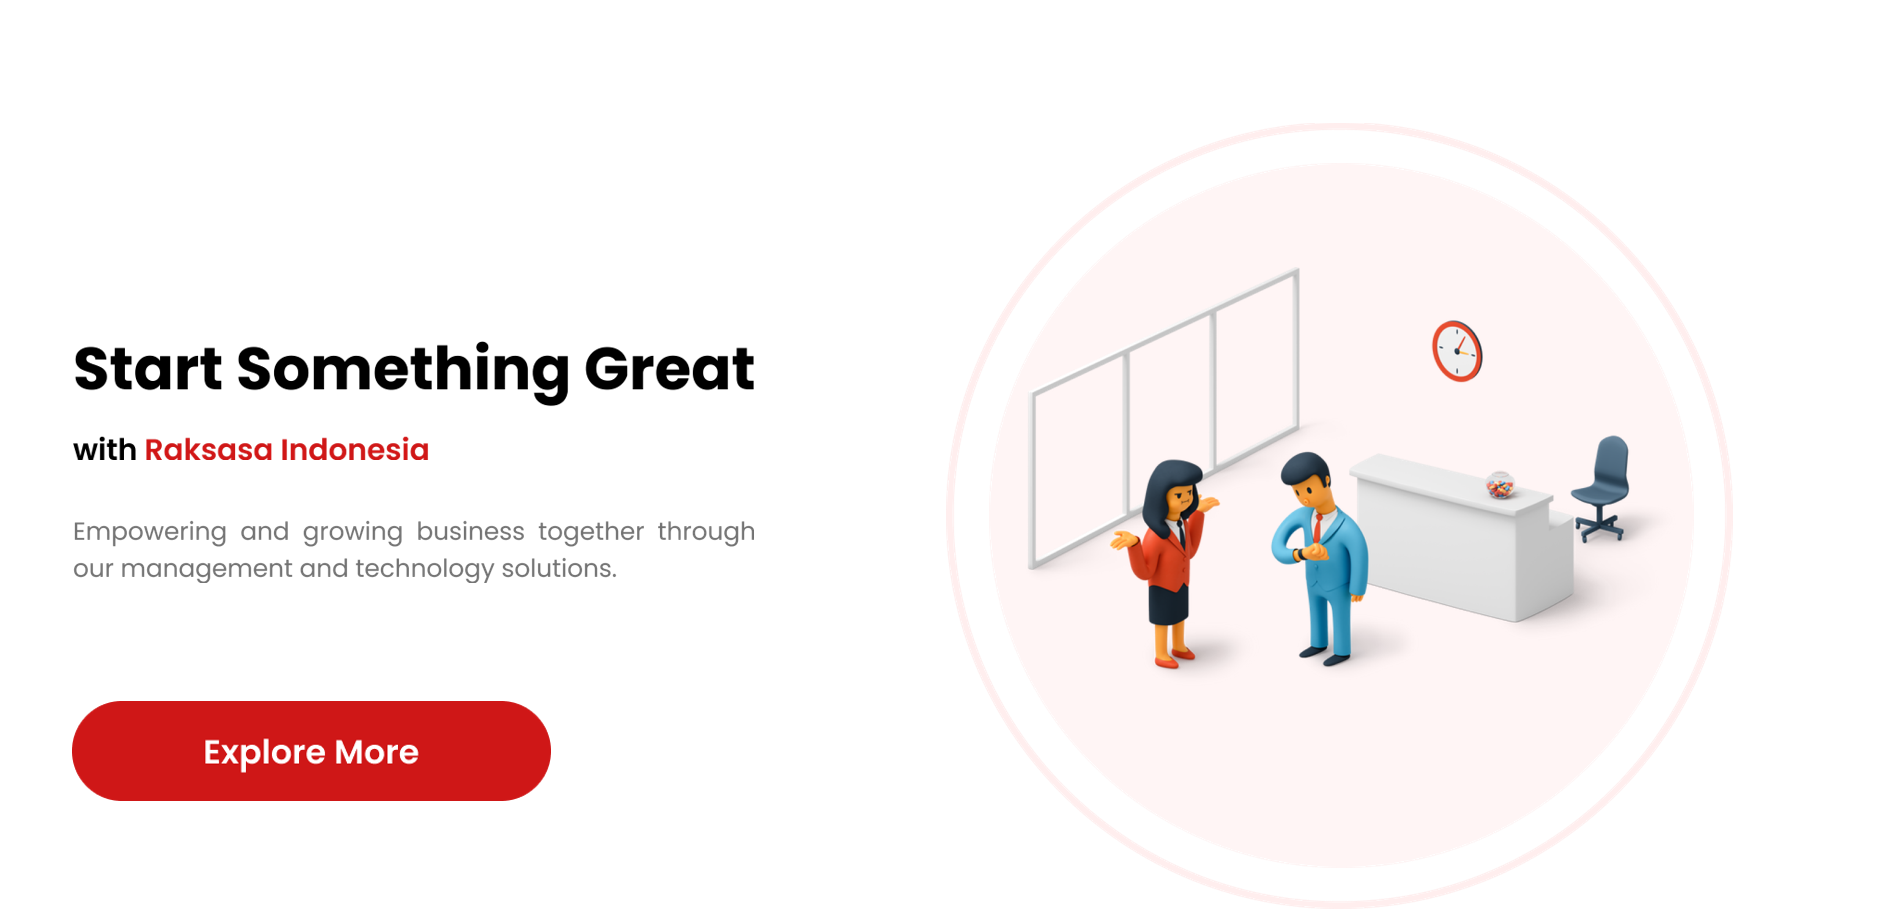 Start Something Great
with Raksasa Indonesia
Empowering and growing business together through
our management and technology solutions.
Explore More